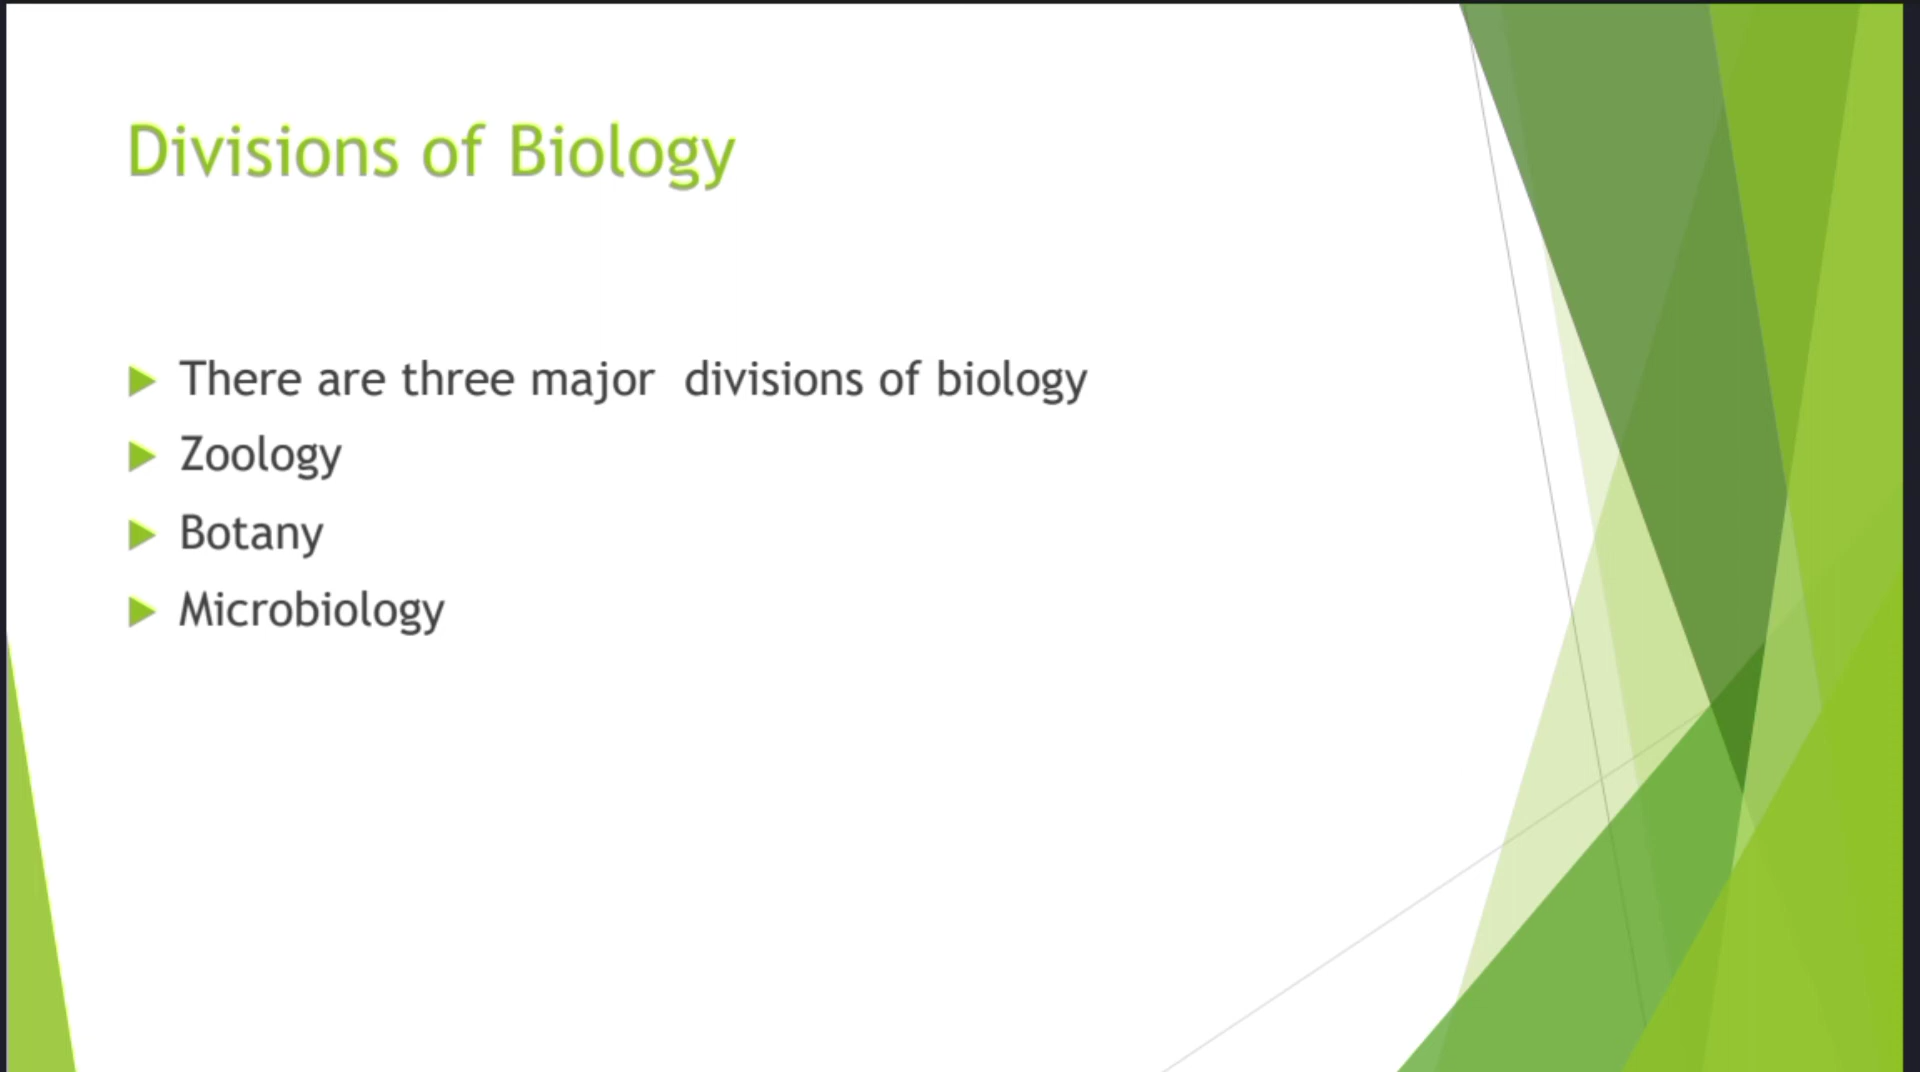 Divisions of Biology
There are three major  divisions of biology
Zoology
Botany
Microbiology